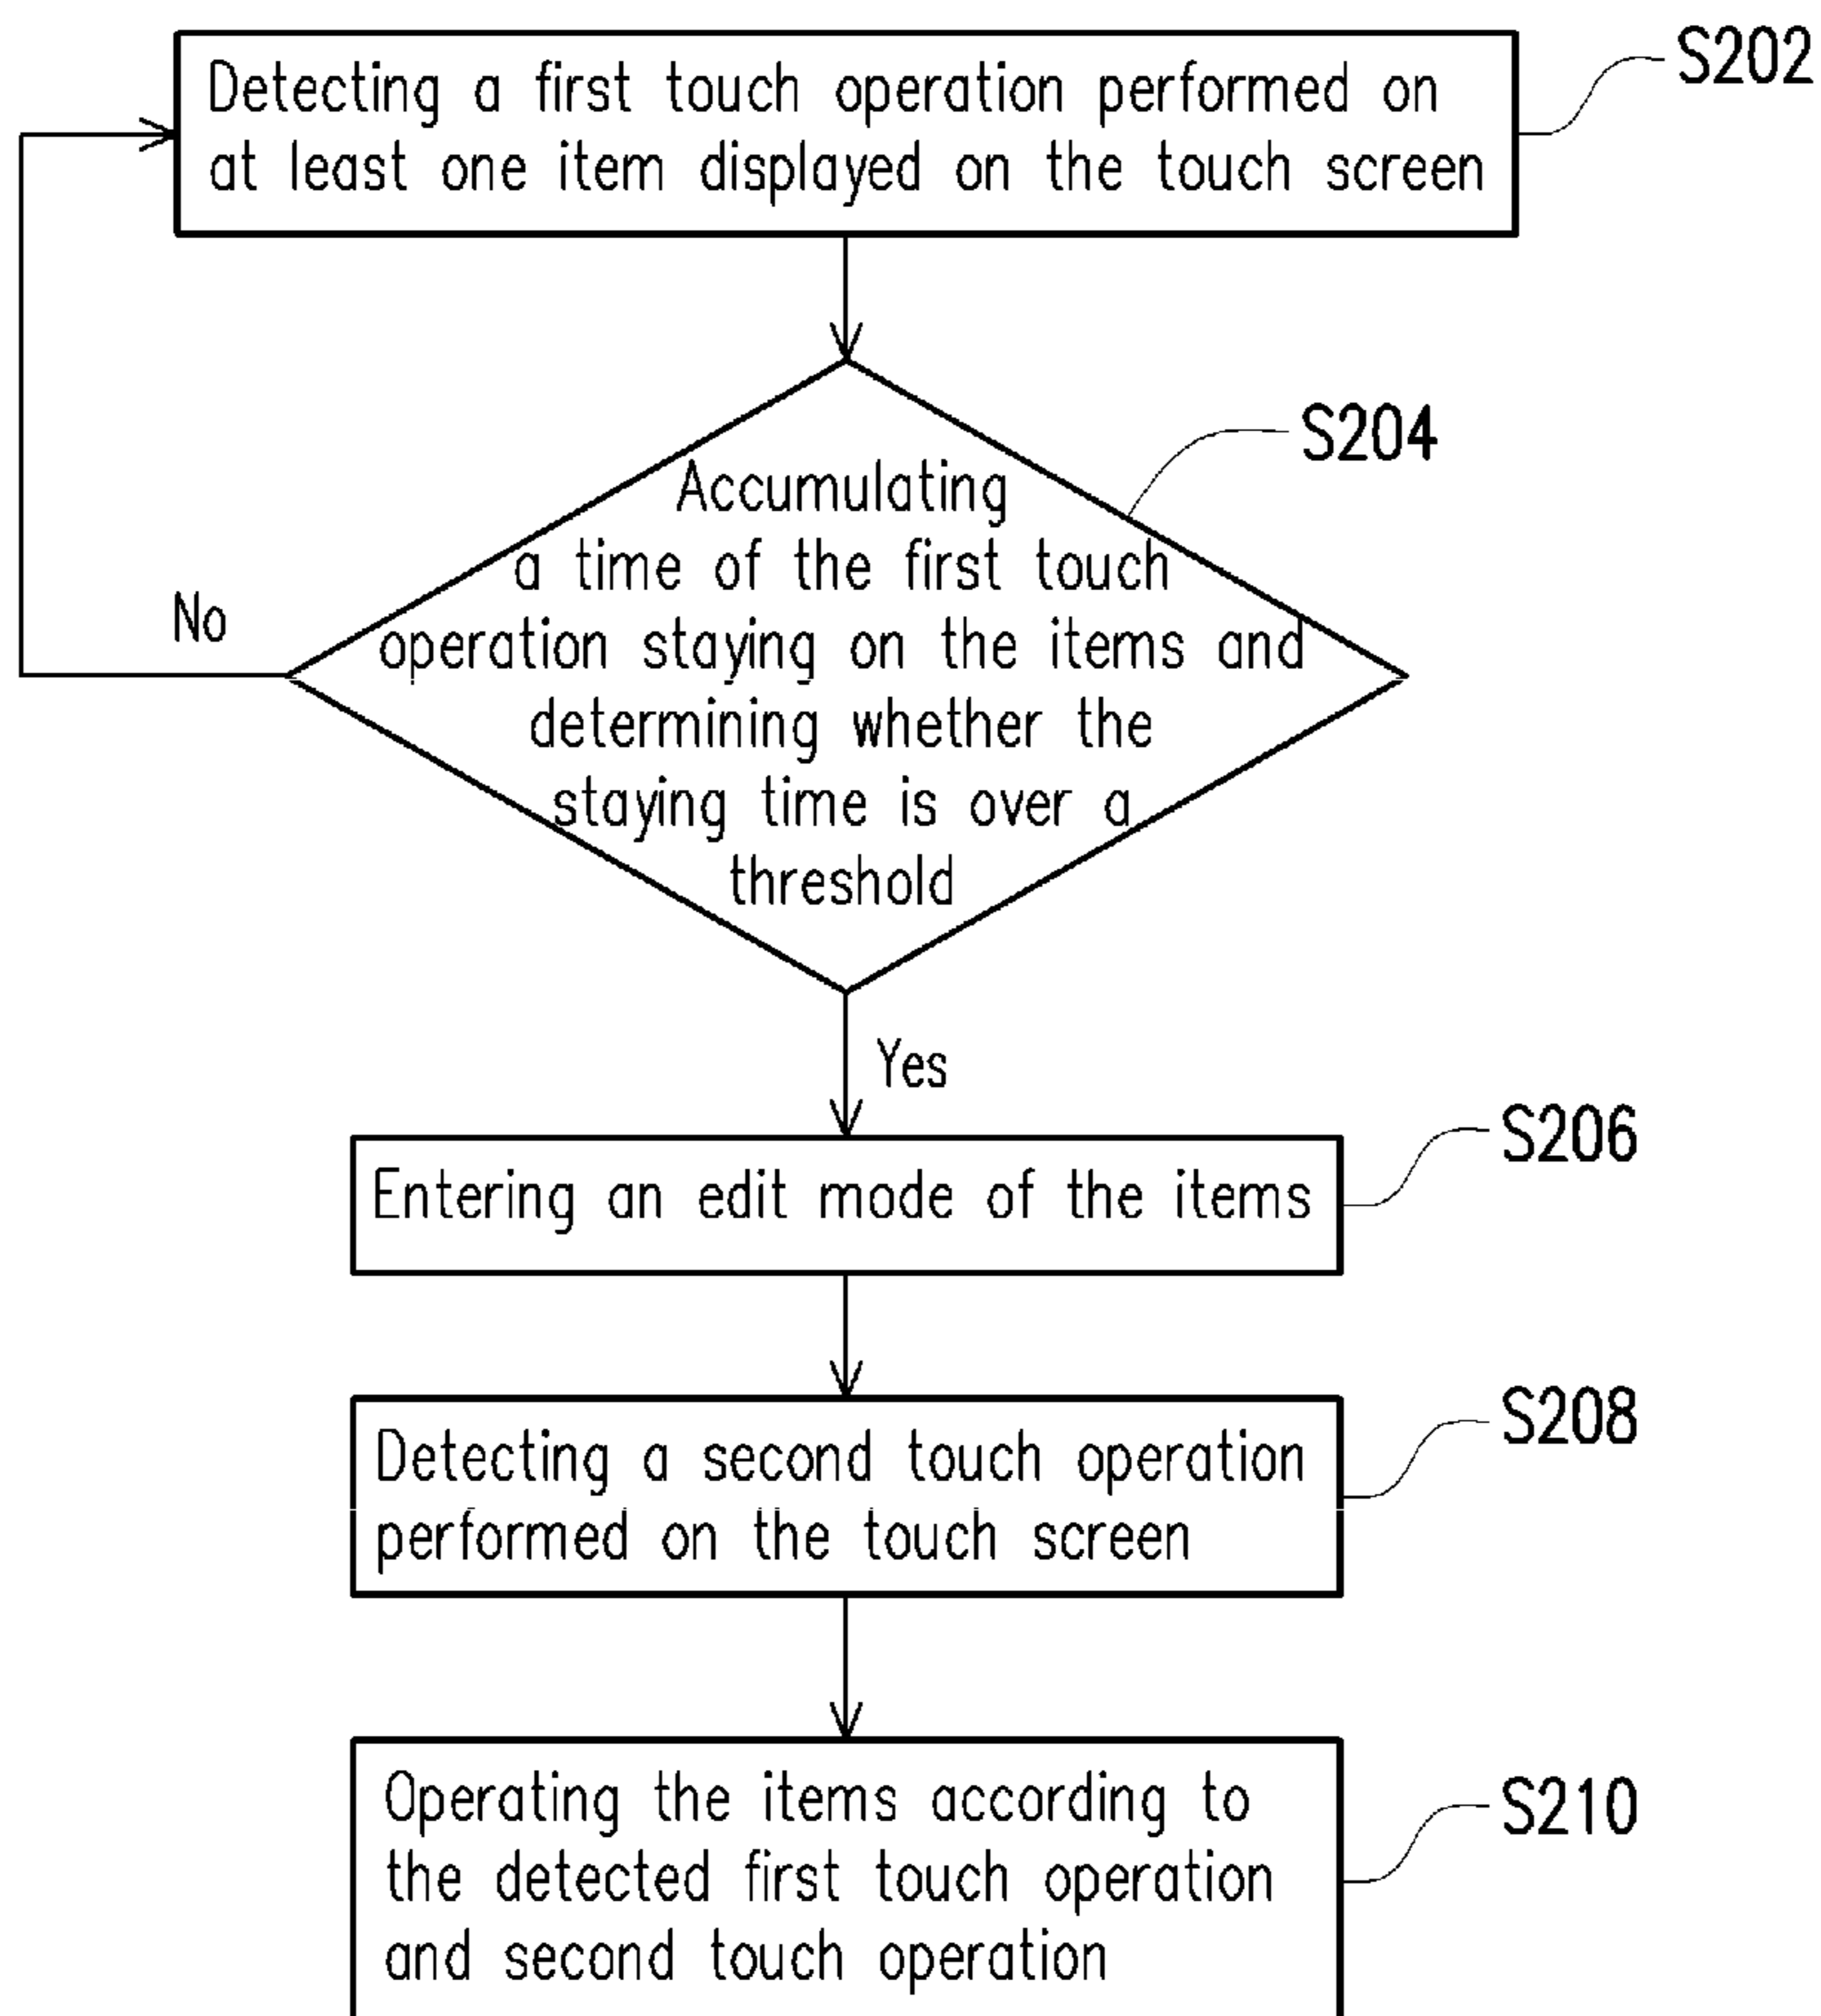 Detecting a first touch operation performed on
at least one item displayed on the touch screen
S202
S204
Accumulating
a time of the first touch
operation staying on the items and
determining whether the
staying time is over a
threshold
No
Yes
Entering an edit mode of the items
S206
Detecting a second touch operation
performed on the touch screen
S208
Operating the items according to
the detected first touch operation
and second touch operation
S210